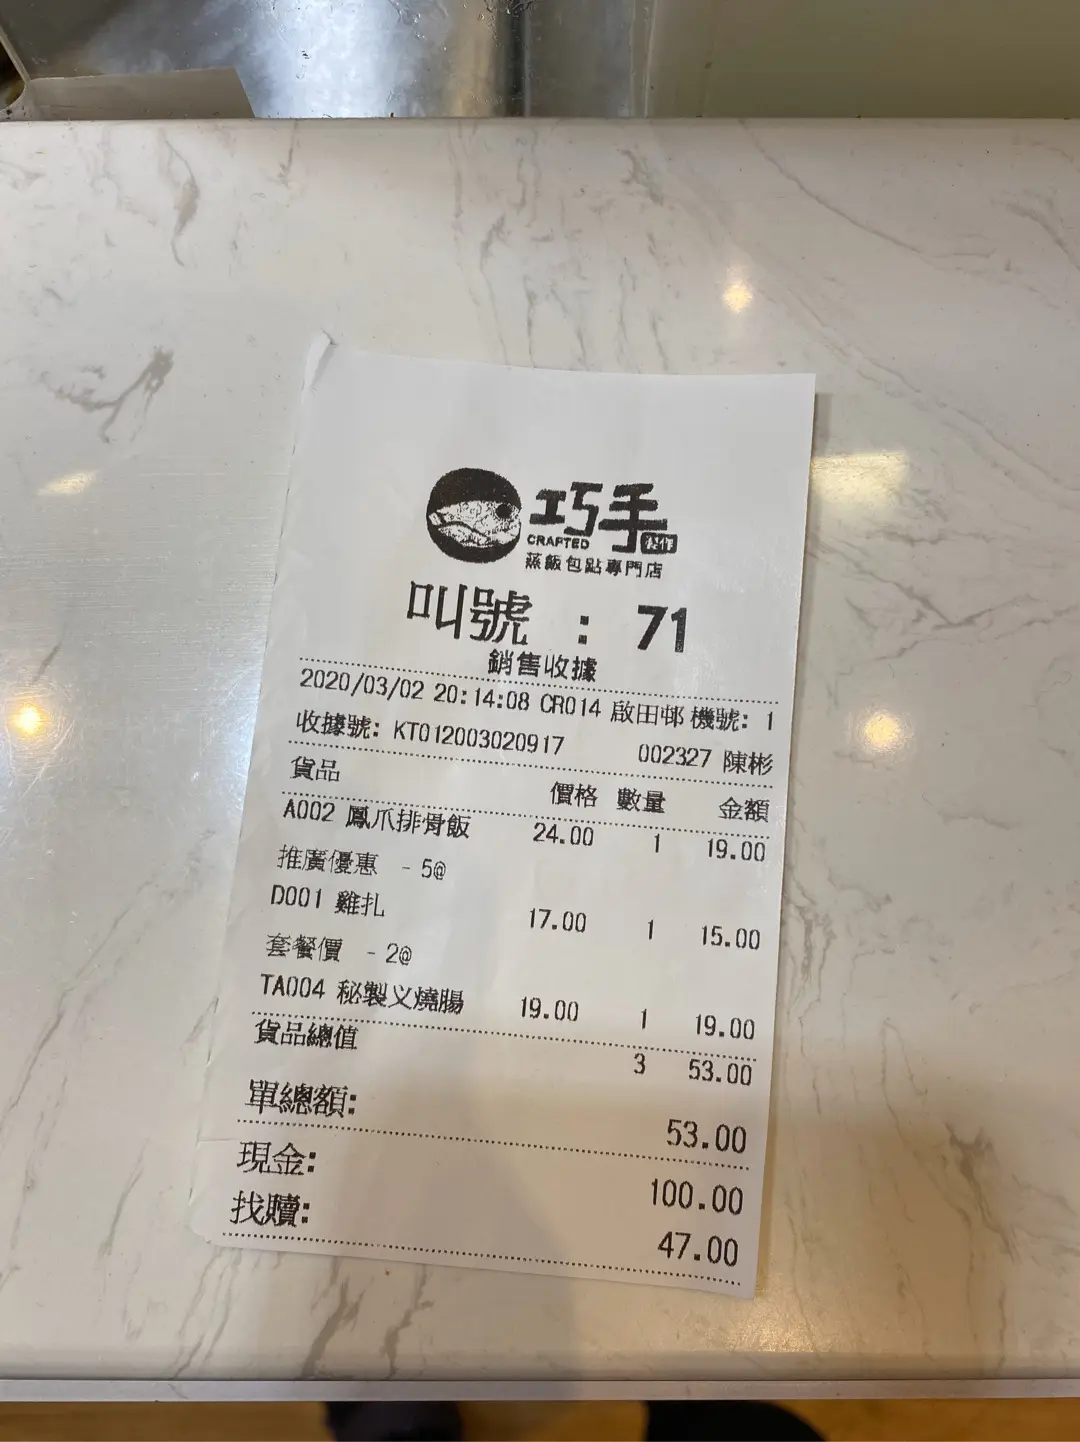 巧手
CRAFTED 製作
蒸飯包點專門店
叫號 : 71
銷售收據
2020/03/02 20:14:08 CR014 啟田邨 機號: 1
收據號: KT012003020917 002327 陳彬
貨品 價格 數量 金額
A002 鳳爪排骨飯 24.00 1 19.00
推廣優惠 - 5@
D001 雞扎 17.00 1 15.00
套餐價 - 2@
TA004 秘製义燒腸 19.00 1 19.00
貨品總值 3 53.00
單總額: 53.00
現金: 100.00
找贖: 47.00